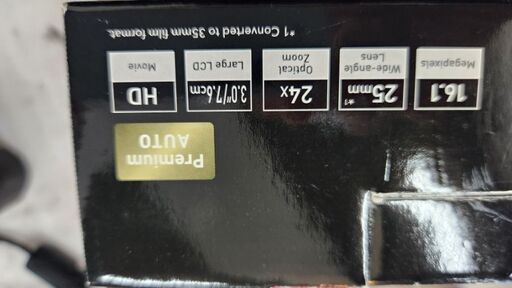 Premium
AUTO
16.1
Megapixels
25mm*1
Wide-angle
Lens
24x
Optical
Zoom
3.0"/7.6cm
Large LCD
HD
Movie
*1 Converted to 35mm film format.